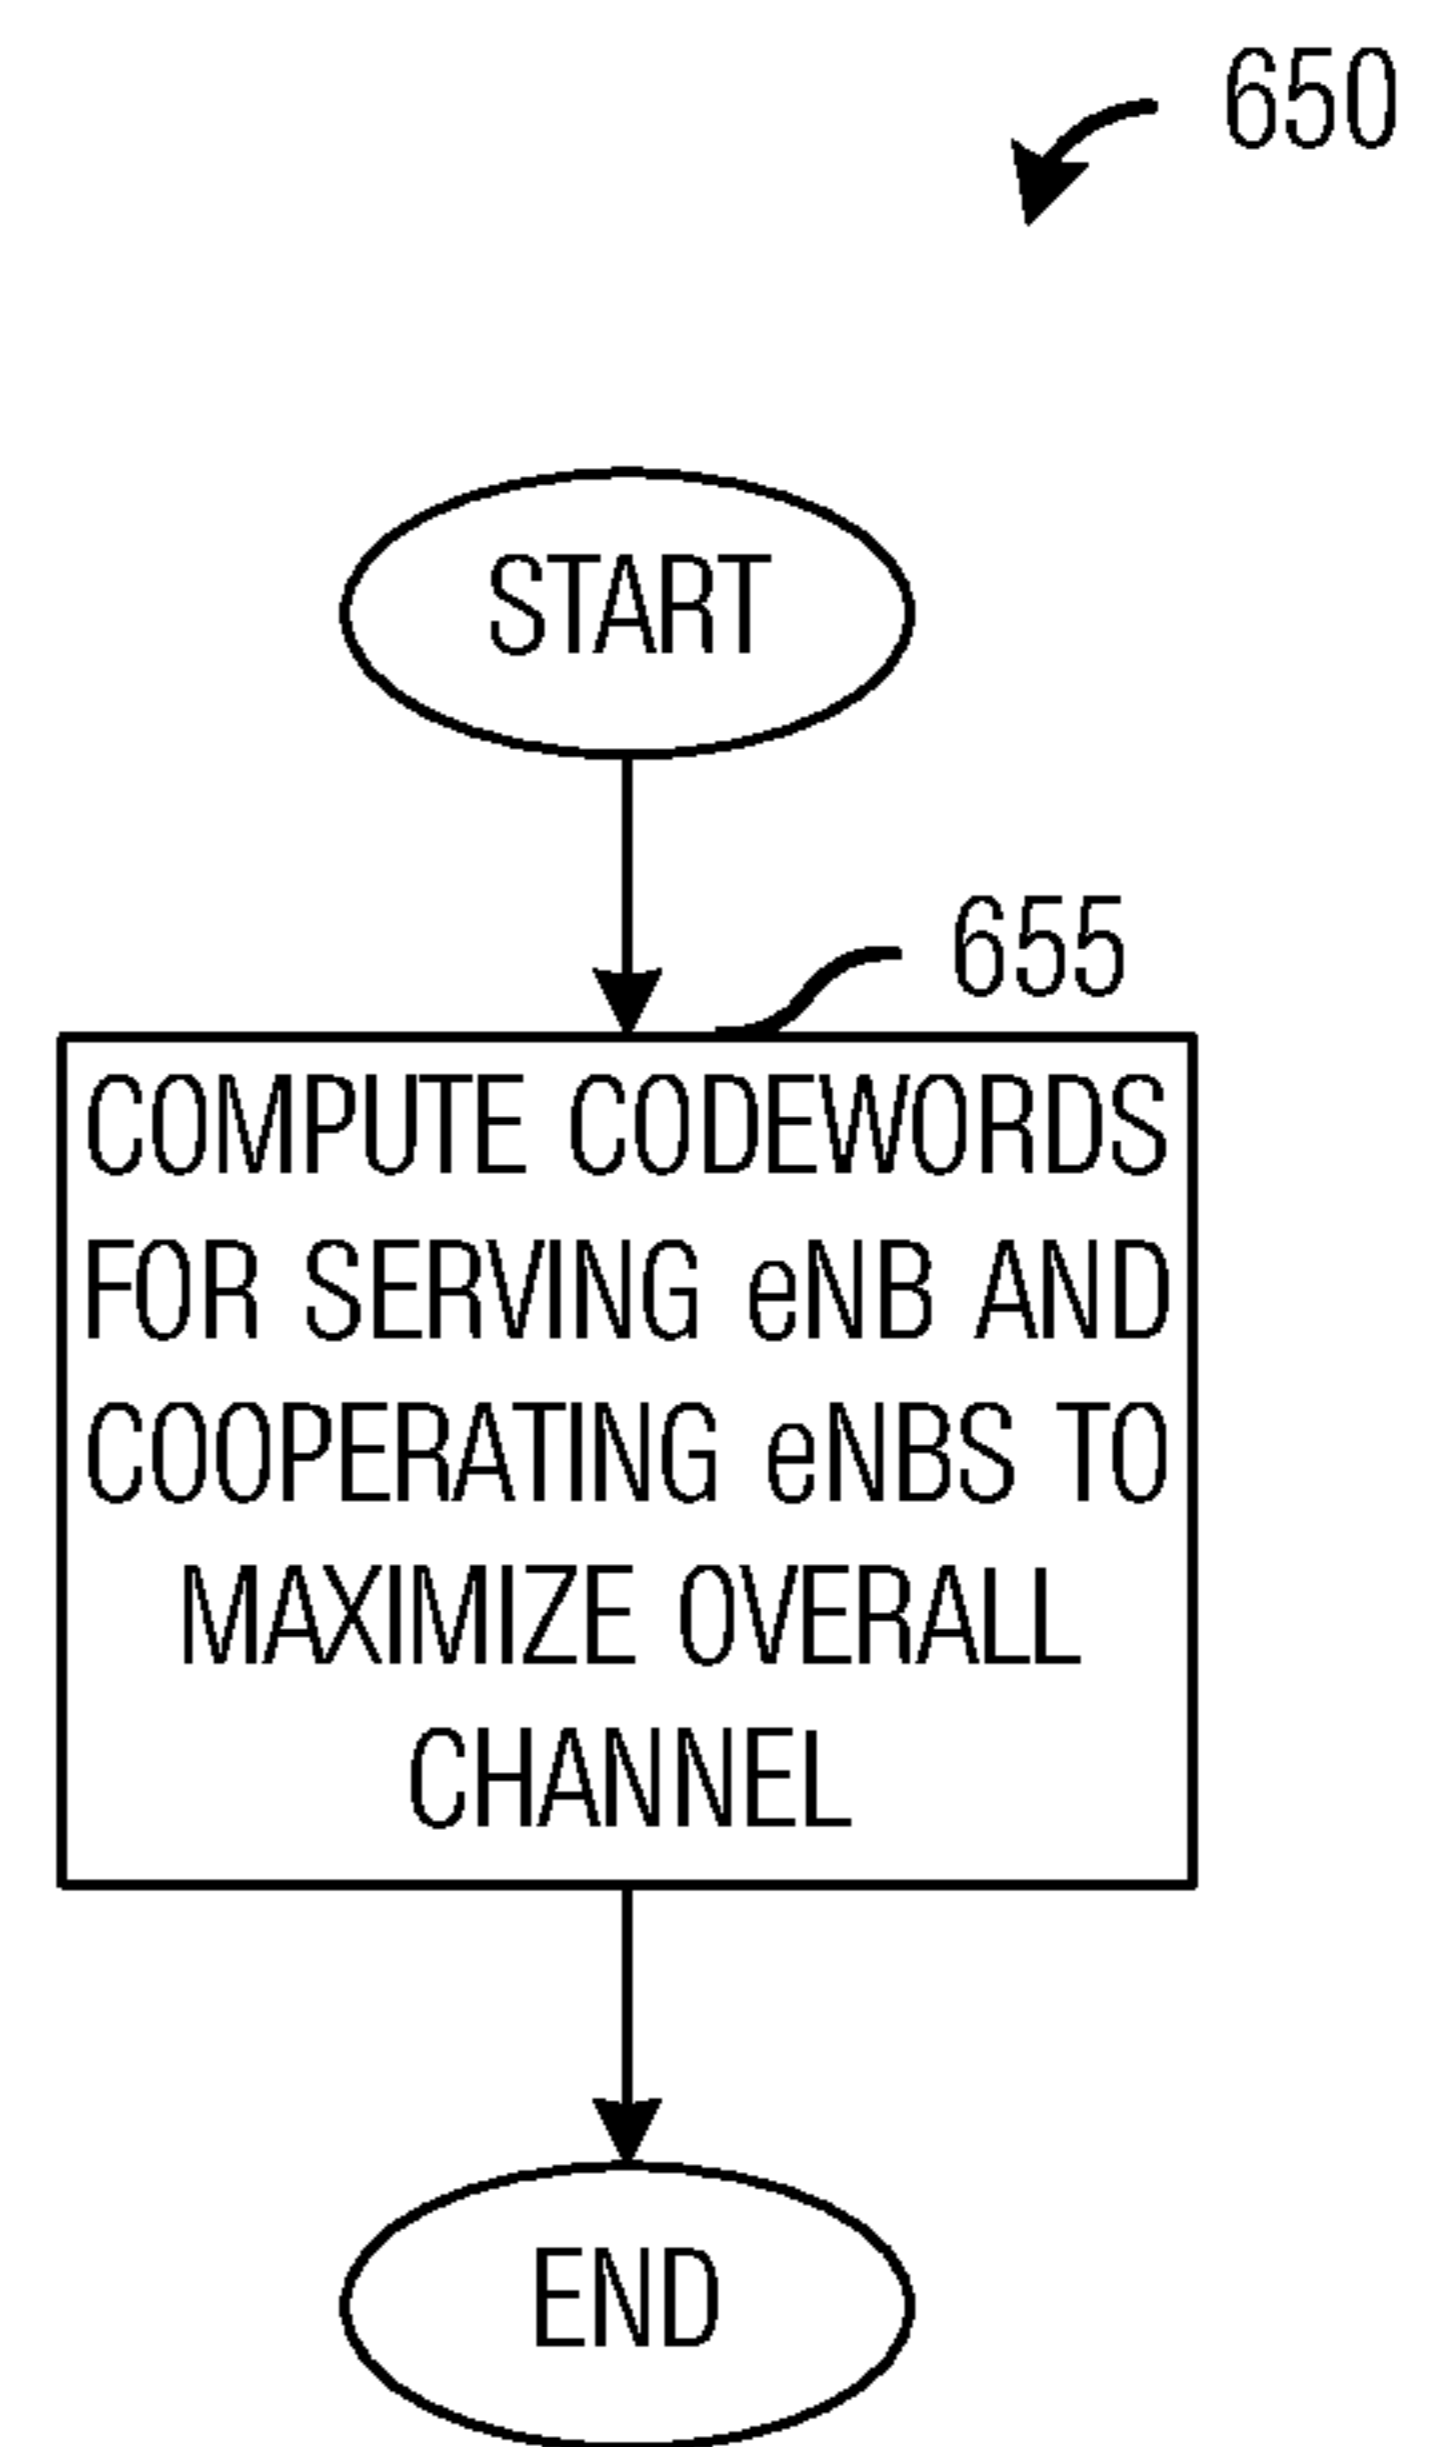 650
START
655
COMPUTE CODEWORDS
FOR SERVING eNB AND
COOPERATING eNBS TO
MAXIMIZE OVERALL
CHANNEL
END